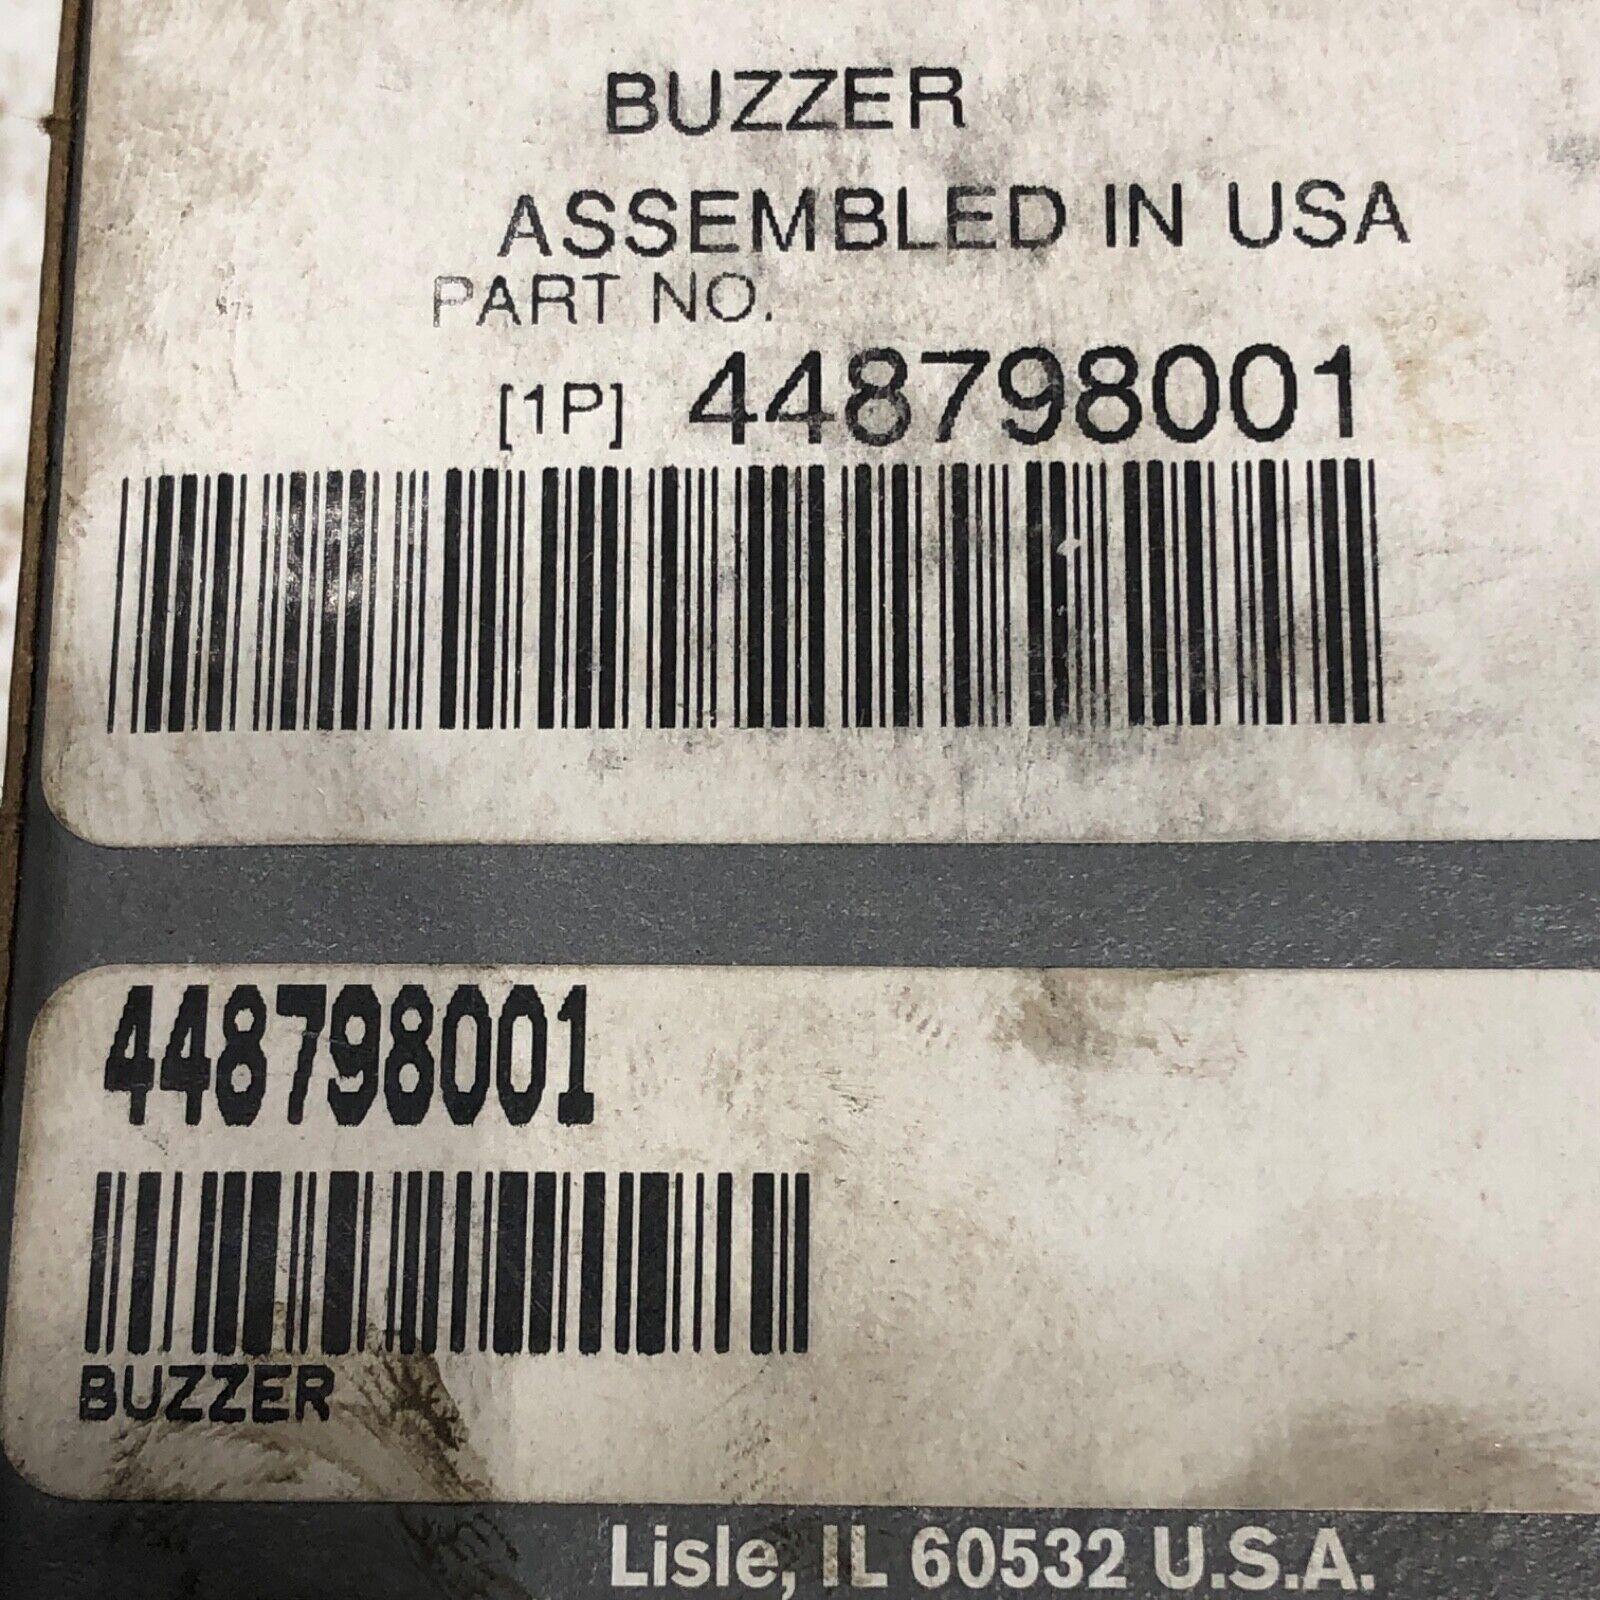 BUZZER
ASSEMBLED IN USA
PART NO.
[1P] 448798001
448798001
BUZZER
Lisle, IL 60532 U.S.A.